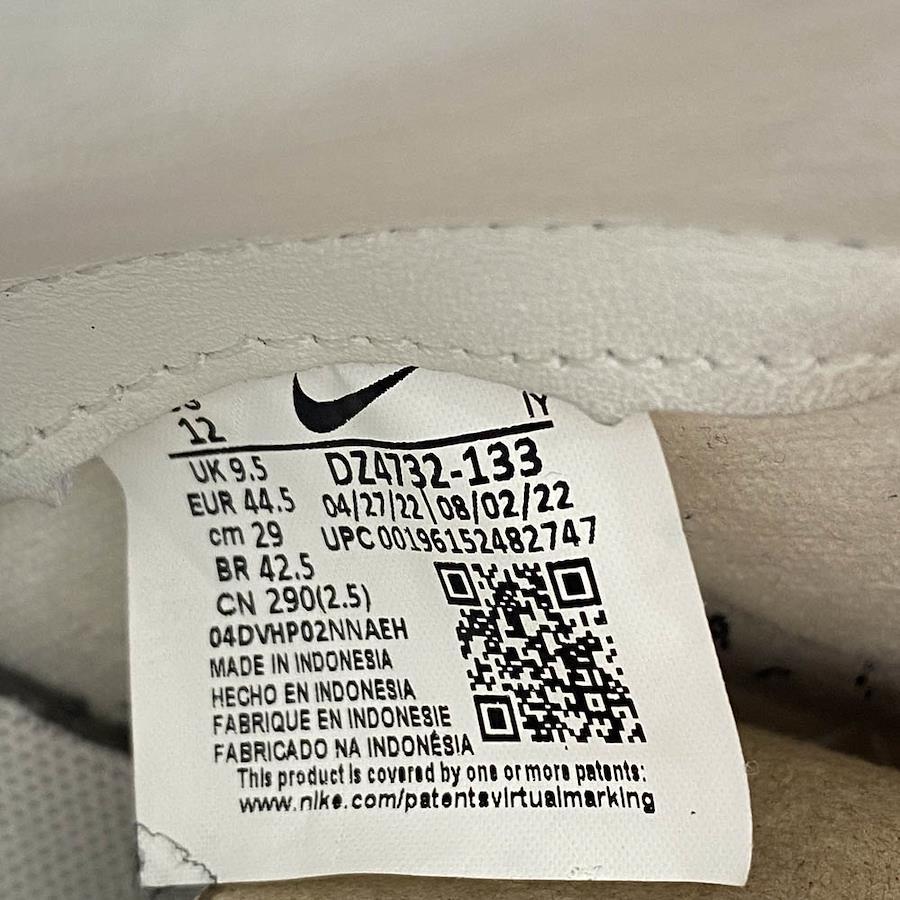 12
UK 9.5 DZ4732-133
EUR 44.5 04/27/22\08/02/22
cm 29 UPC 00196152482747
BR 42.5
CN 290(2.5)
04DVHP02NNAEH
MADE IN INDONESIA
HECHO EN INDONESIA
FABRIQUE EN INDONESIE
FABRICADO NA INDONÉSIA
This product is covered by one or more patents:
www.nike.com/patentsvirtualmarking